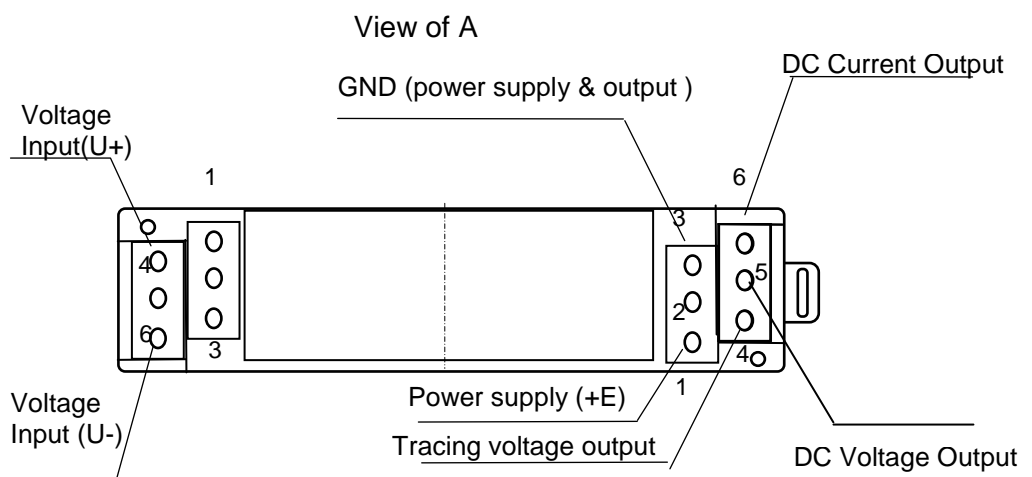 View of A
DC Current Output
GND (power supply & output )
Voltage
Input(U+)
1
6
3
4
5
2
6
3
4
1
Power supply (+E)
Voltage
Input (U-)
Tracing voltage output
DC Voltage Output